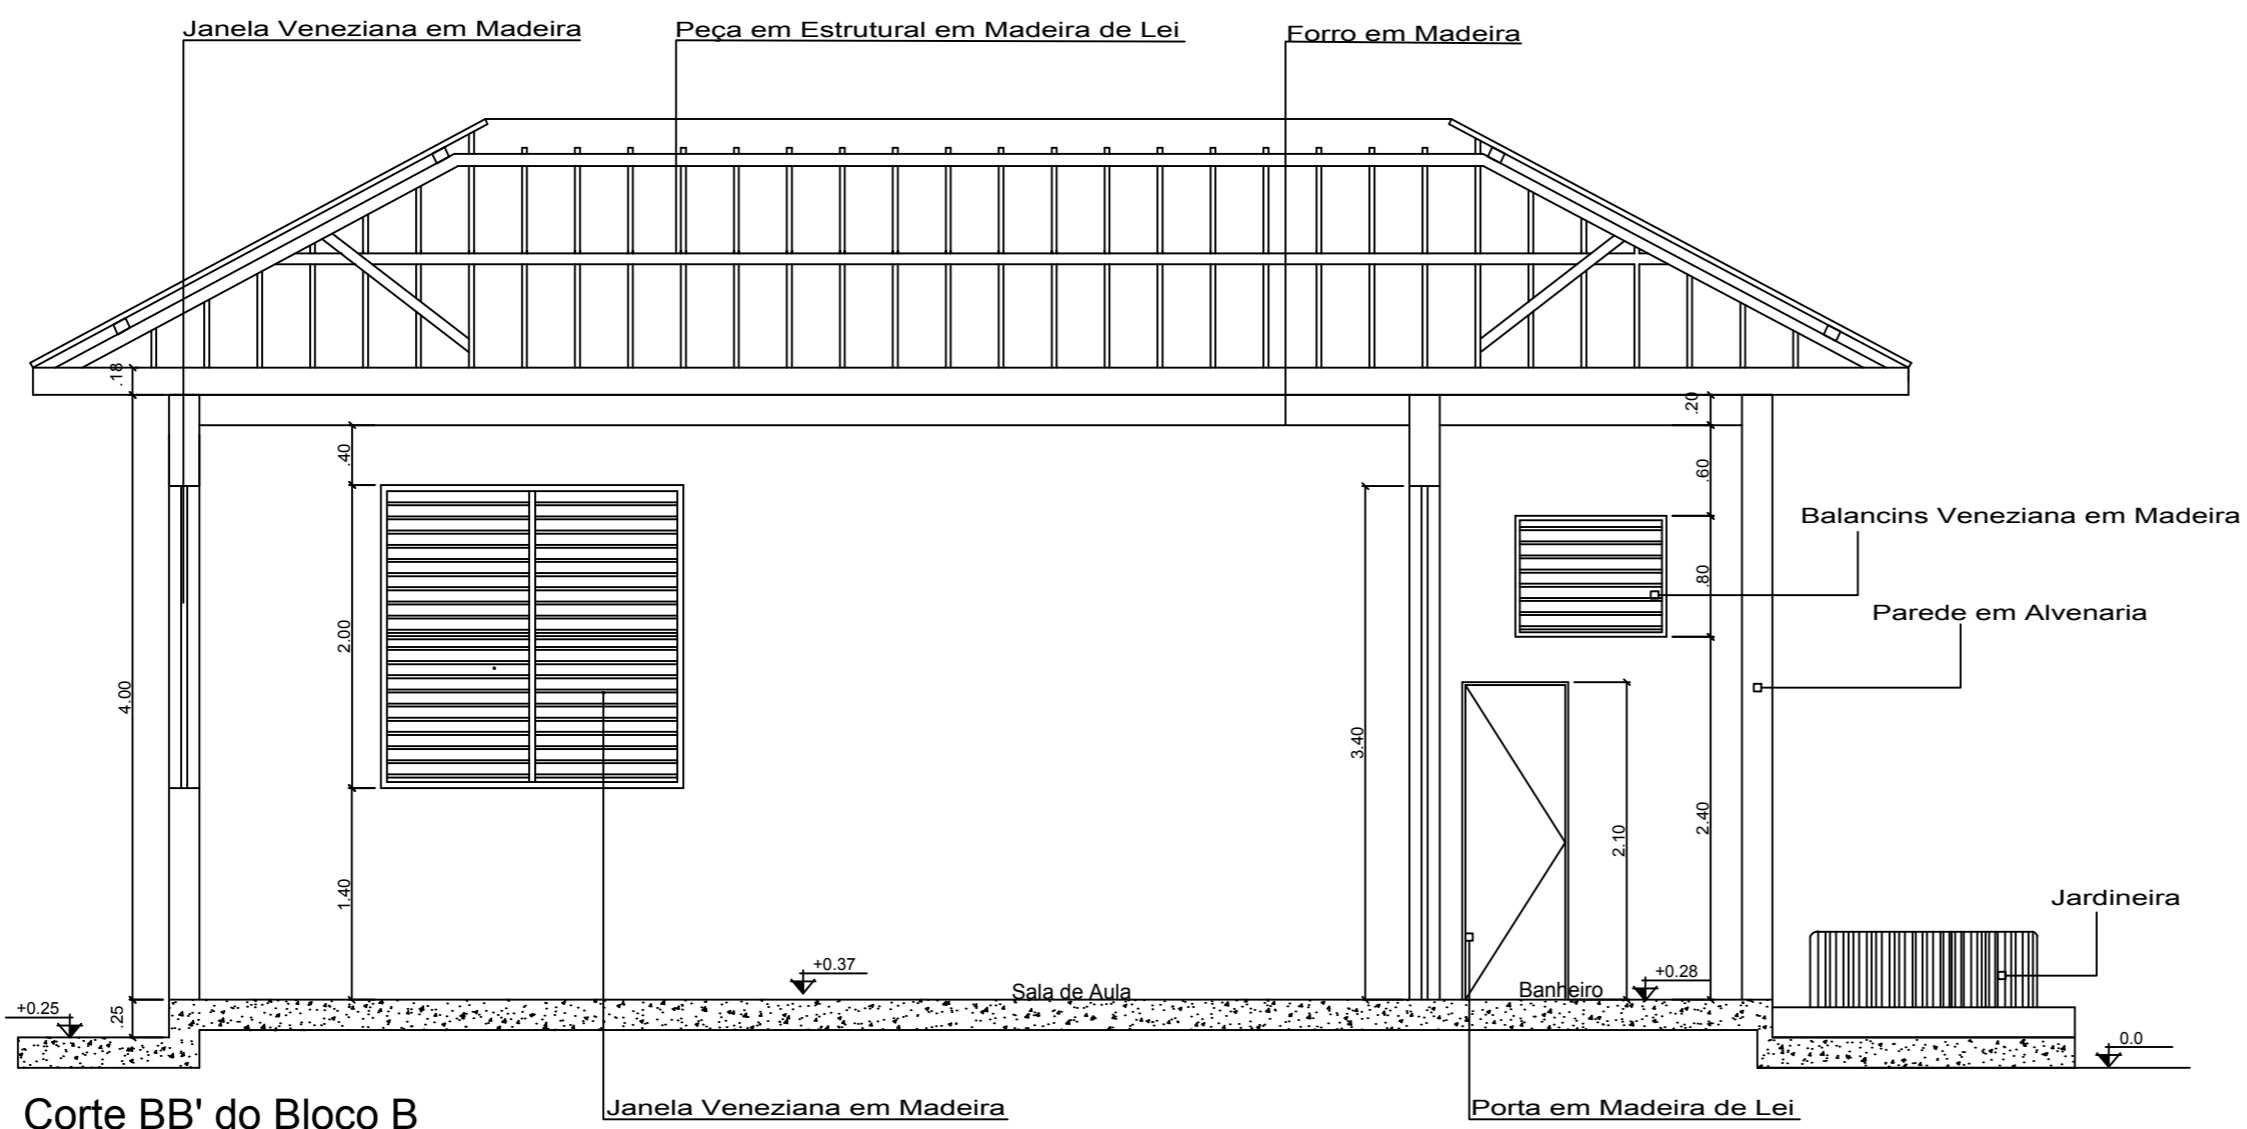 Janela Veneziana em Madeira
Peça em Estrutural em Madeira de Lei
Forro em Madeira
.18
.20
.40
.60
Balancins Veneziana em Madeira
.80
Parede em Alvenaria
2.00
4.00
3.40
2.40
2.10
1.40
Jardineira
+0.37
+0.28
Sala de Aula
Banheiro
+0.25
.25
0.0
Janela Veneziana em Madeira
Porta em Madeira de Lei
Corte BB' do Bloco B